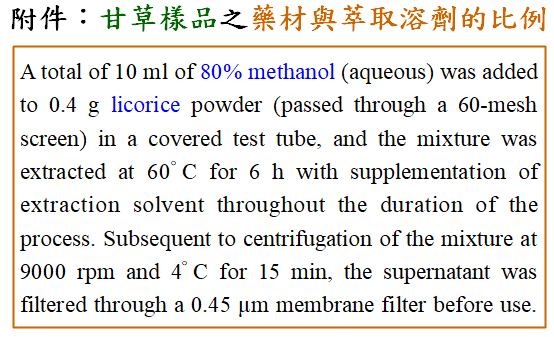 附件：甘草樣品之藥材與萃取溶劑的比例
A total of 10 ml of 80% methanol (aqueous) was added
to 0.4 g licorice powder (passed through a 60-mesh
screen) in a covered test tube, and the mixture was
extracted at 60°C for 6 h with supplementation of
extraction solvent throughout the duration of the
process. Subsequent to centrifugation of the mixture at
9000 rpm and 4°C for 15 min, the supernatant was
filtered through a 0.45 μm membrane filter before use.